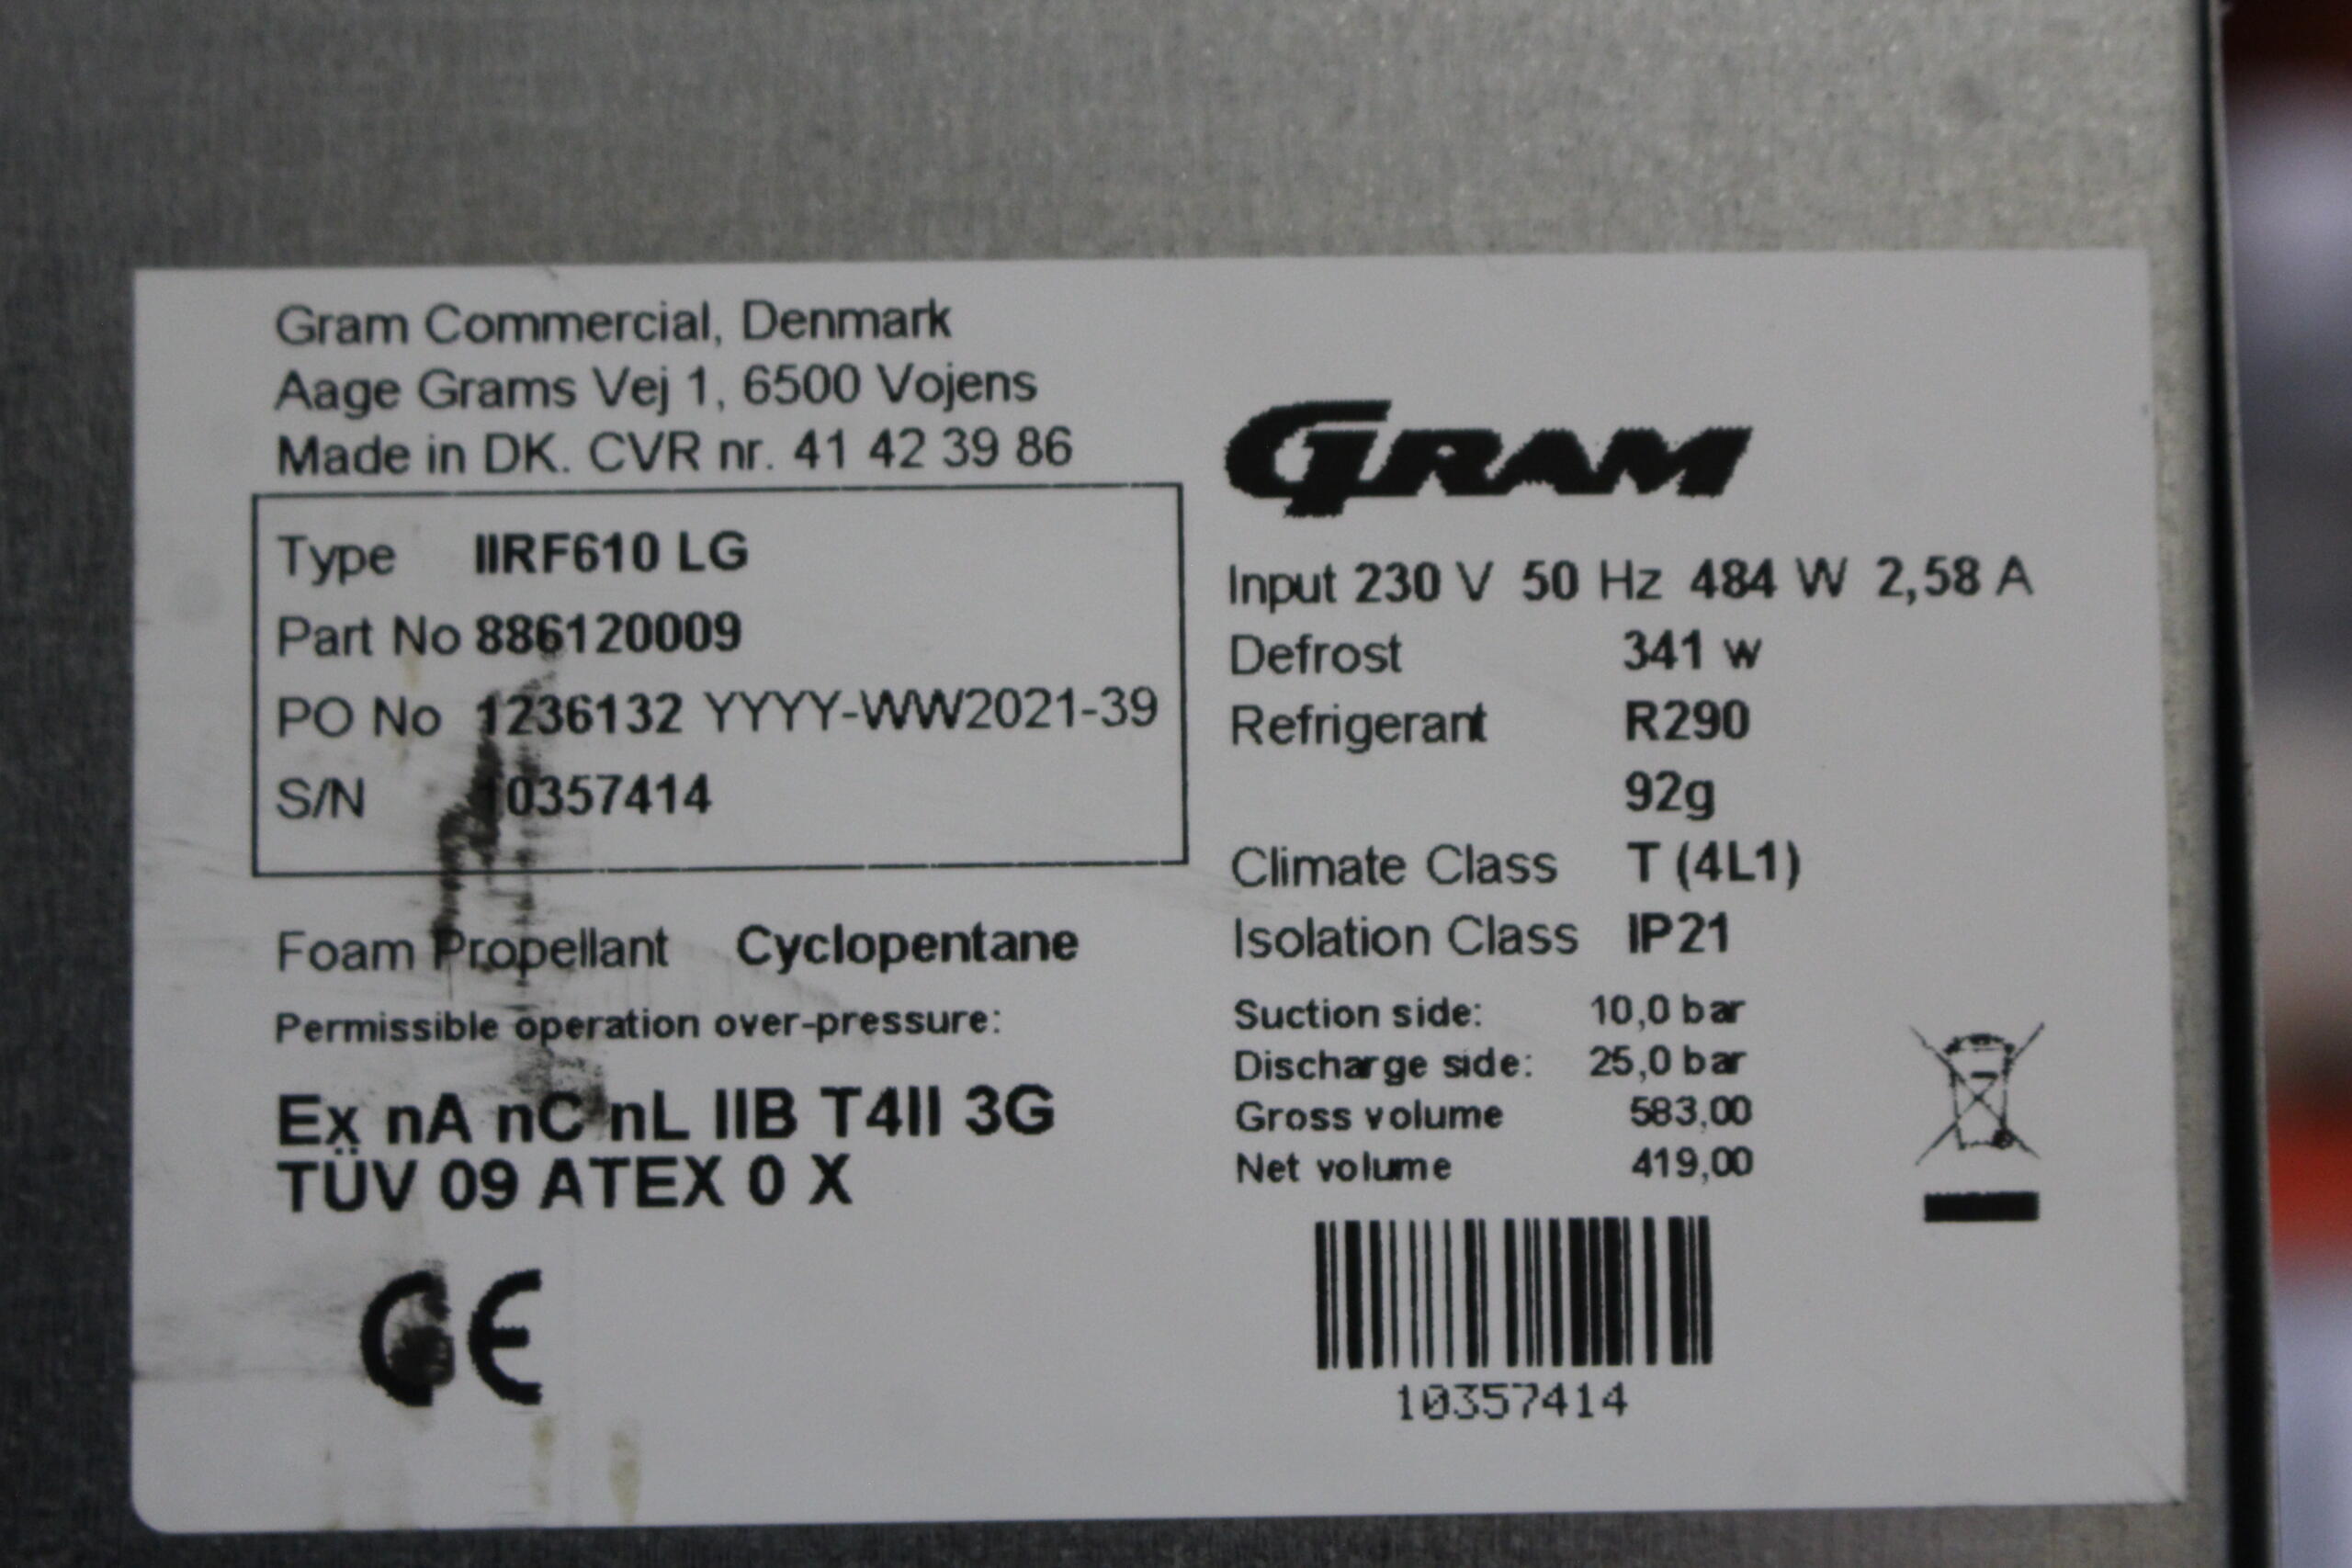 Gram Commercial, Denmark
Aage Grams Vej 1, 6500 Vojens
Made in DK. CVR nr. 41 42 39 86
Type IIRF610 LG
Part No 886120009
PO No 1236132 YYYY-WW2021-39
S/N 10357414
Foam Propellant Cyclopentane
Permissible operation over-pressure:
Ex nA nC nL IIB T4II 3G
TÜV 09 ATEX 0 X
CE
GRAM
Input 230 V 50 Hz 484 W 2,58 A
Defrost 341 w
Refrigerant R290
92g
Climate Class T (4L1)
Isolation Class IP21
Suction side: 10,0 bar
Discharge side: 25,0 bar
Gross volume 583,00
Net volume 419,00
10357414